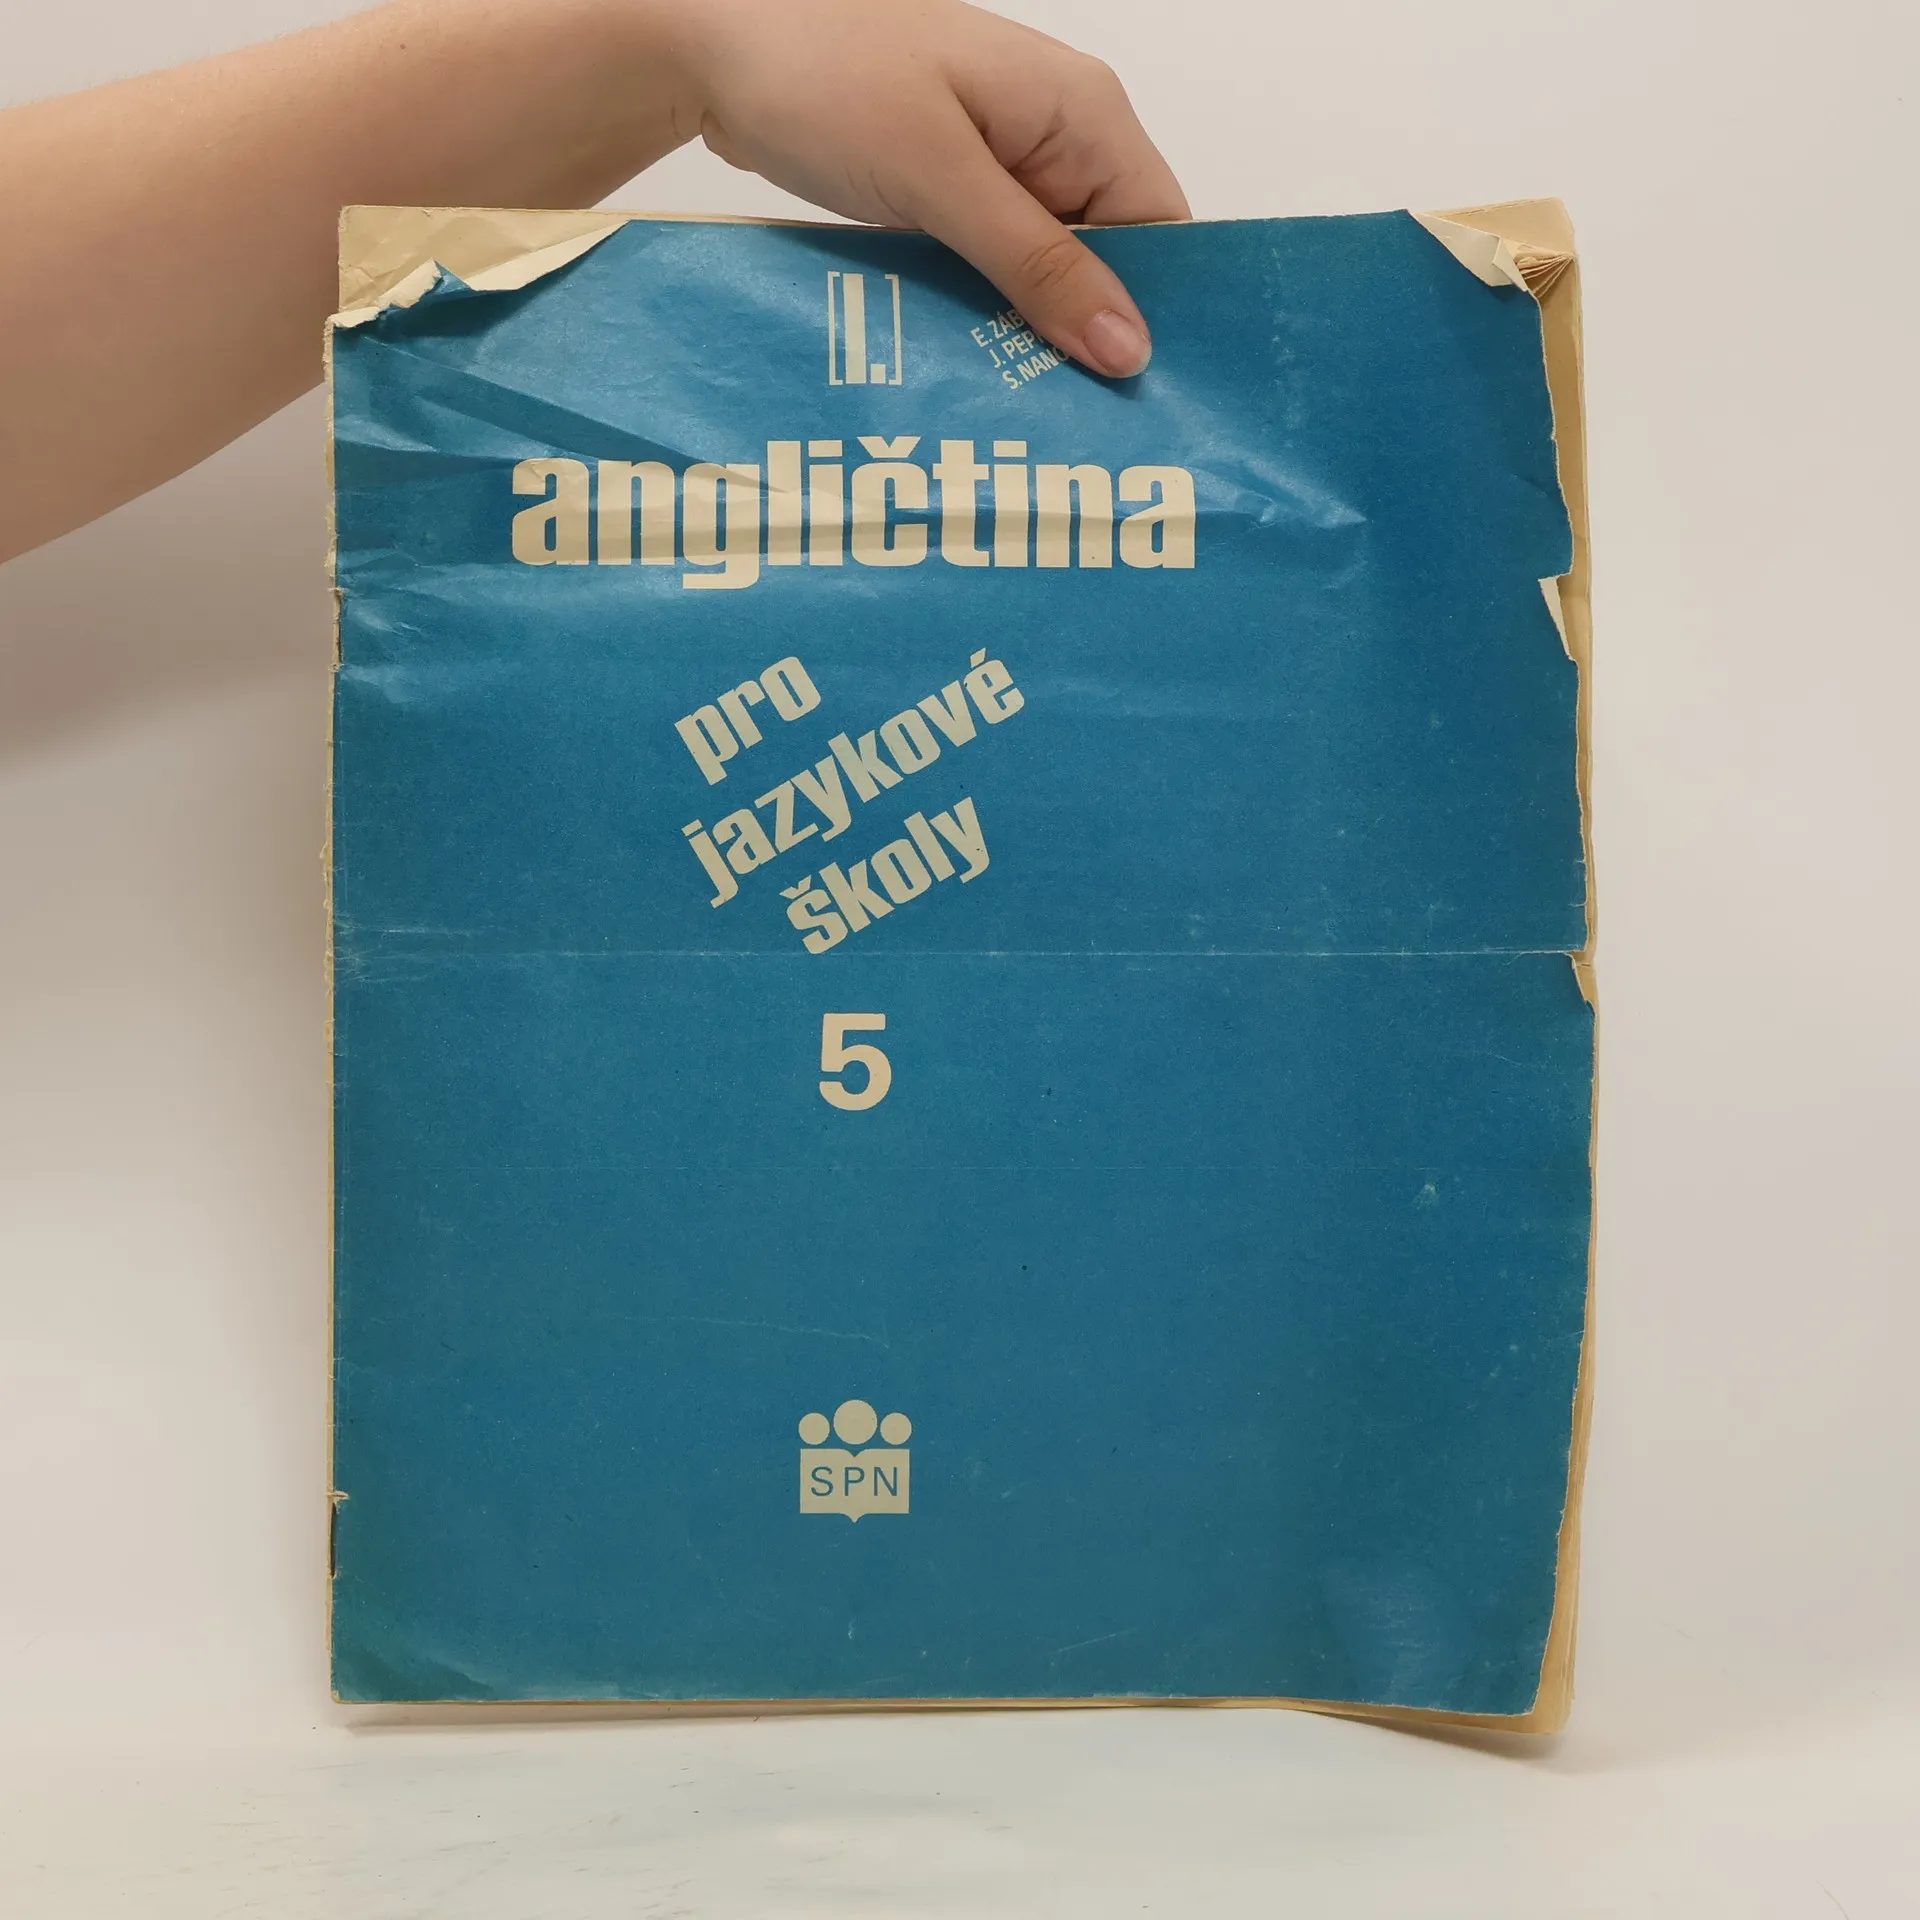 [I.]
E.
J.
S.
angličtina
pro
jazykové
školy
5
SPN